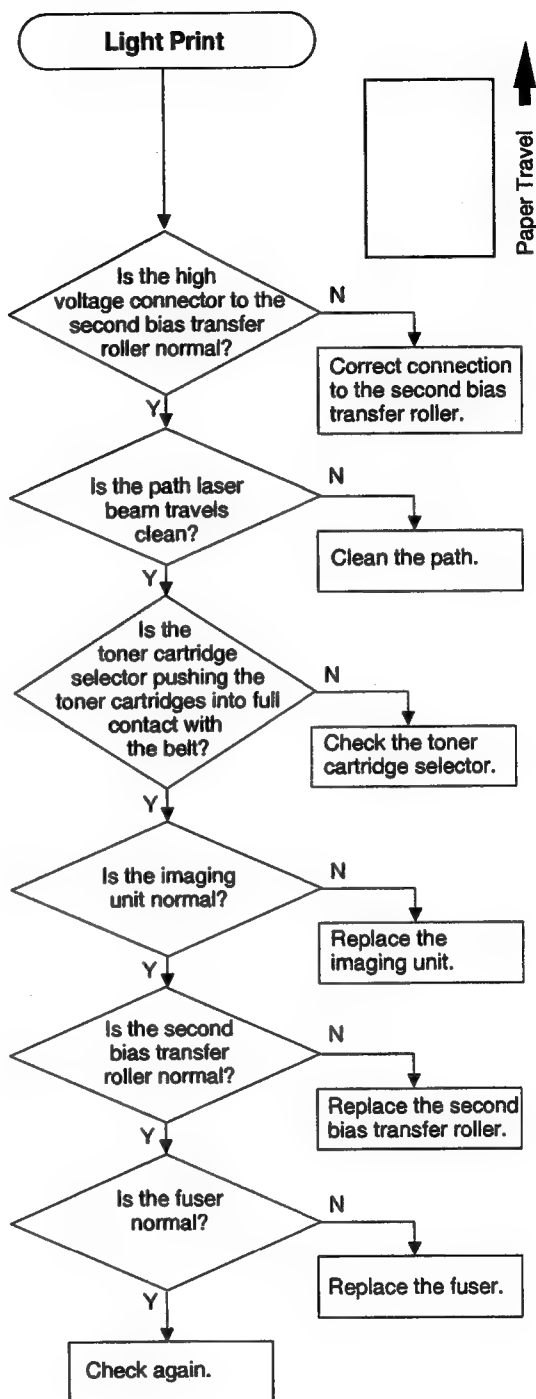 Light Print
Paper Travel
Is the high
voltage connector to the
second bias transfer
roller normal?
N
Correct connection
to the second bias
transfer roller.
Y
Is the path laser
beam travels
clean?
N
Clean the path.
Y
Is the
toner cartridge
selector pushing the
toner cartridges into full
contact with
the belt?
N
Check the toner
cartridge selector.
Y
Is the imaging
unit normal?
N
Replace the
imaging unit.
Y
Is the second
bias transfer
roller normal?
N
Replace the second
bias transfer roller.
Y
Is the fuser
normal?
N
Replace the fuser.
Y
Check again.